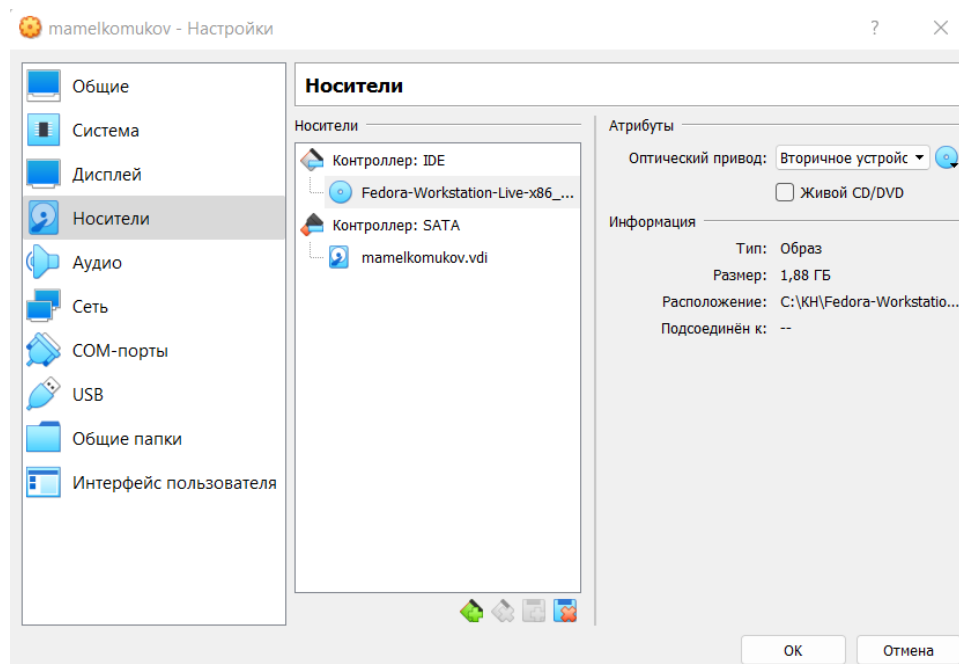 mamelkomukov - Настройки
?
Общие
Система
Дисплей
Носители
Аудио
Сеть
COM-порты
USB
Общие папки
Интерфейс пользователя
Носители
Носители
Контроллер: IDE
Fedora-Workstation-Live-x86_...
Контроллер: SATA
mamelkomukov.vdi
Атрибуты
Оптический привод: Вторичное устройс
Живой CD/DVD
Информация
Тип: Образ
Размер: 1,88 ГБ
Расположение: C:\KH\Fedora-Workstatio...
Подсоединён к: --
OK Отмена